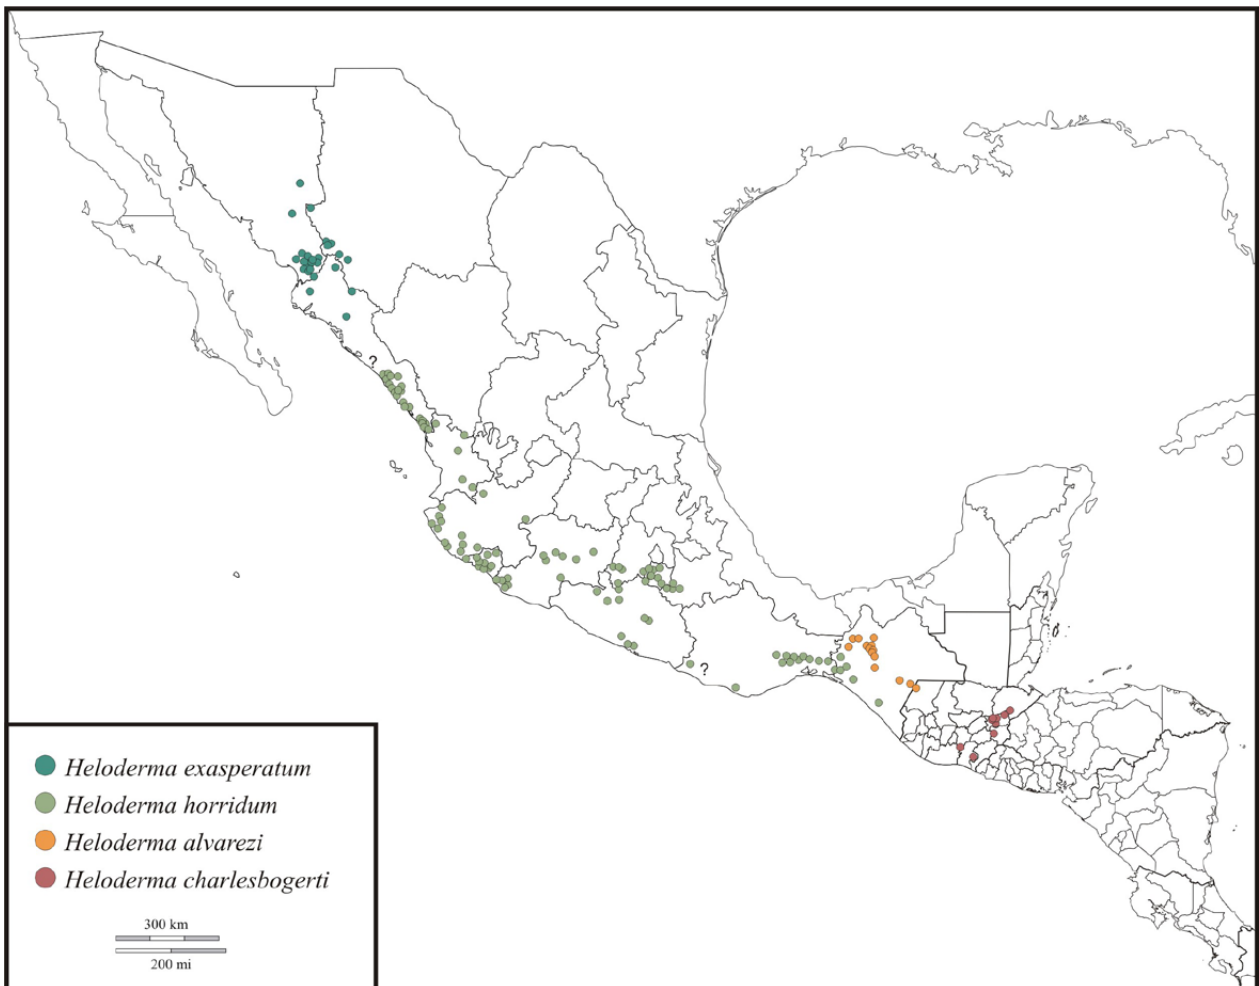 ?
?
Heloderma exasperatum
Heloderma horridum
Heloderma alvarezi
Heloderma charlesbogerti
300 km
200 mi